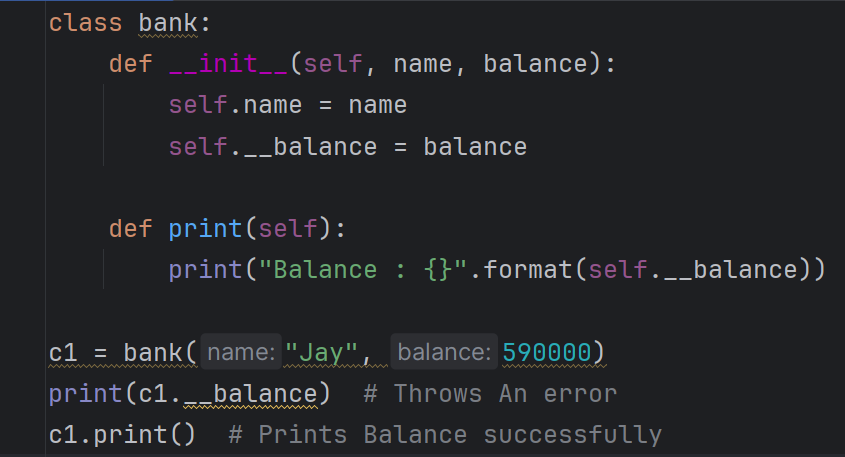 class bank:
    def __init__(self, name, balance):
        self.name = name
        self.__balance = balance
    def print(self):
        print("Balance : {}".format(self.__balance))
c1 = bank( name: "Jay",  balance: 590000)
print(c1.__balance)  # Throws An error
c1.print()  # Prints Balance successfully